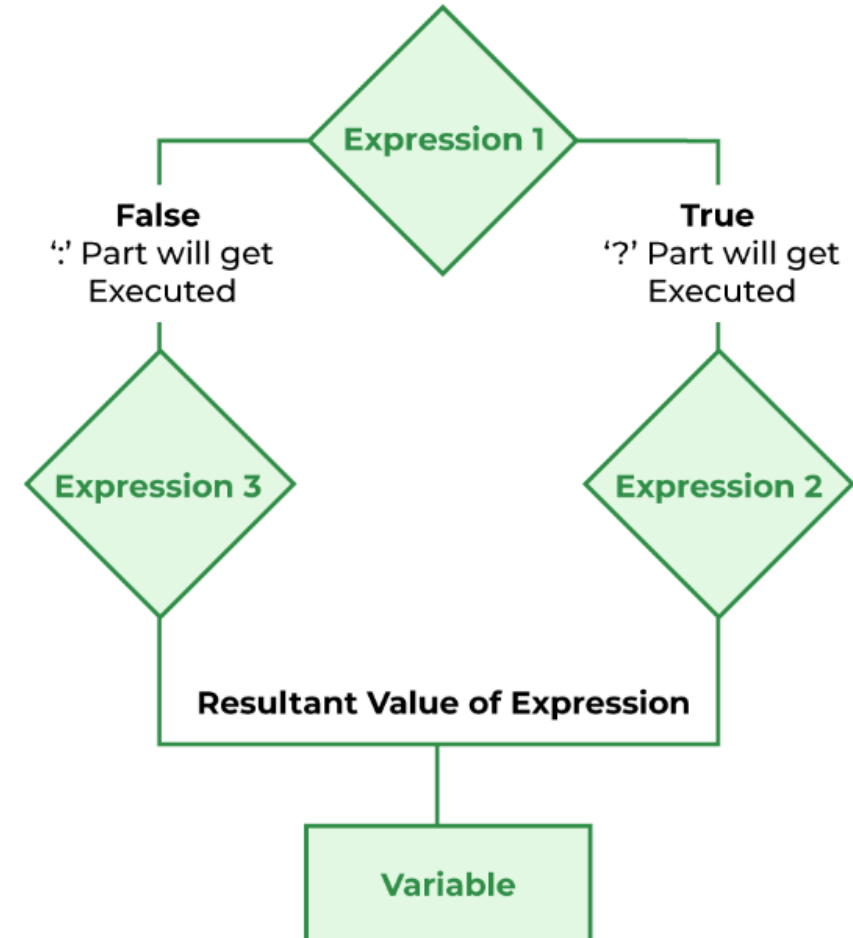 Expression 1
False
‘:’ Part will get
Executed
True
‘?’ Part will get
Executed
Expression 3
Expression 2
Resultant Value of Expression
Variable